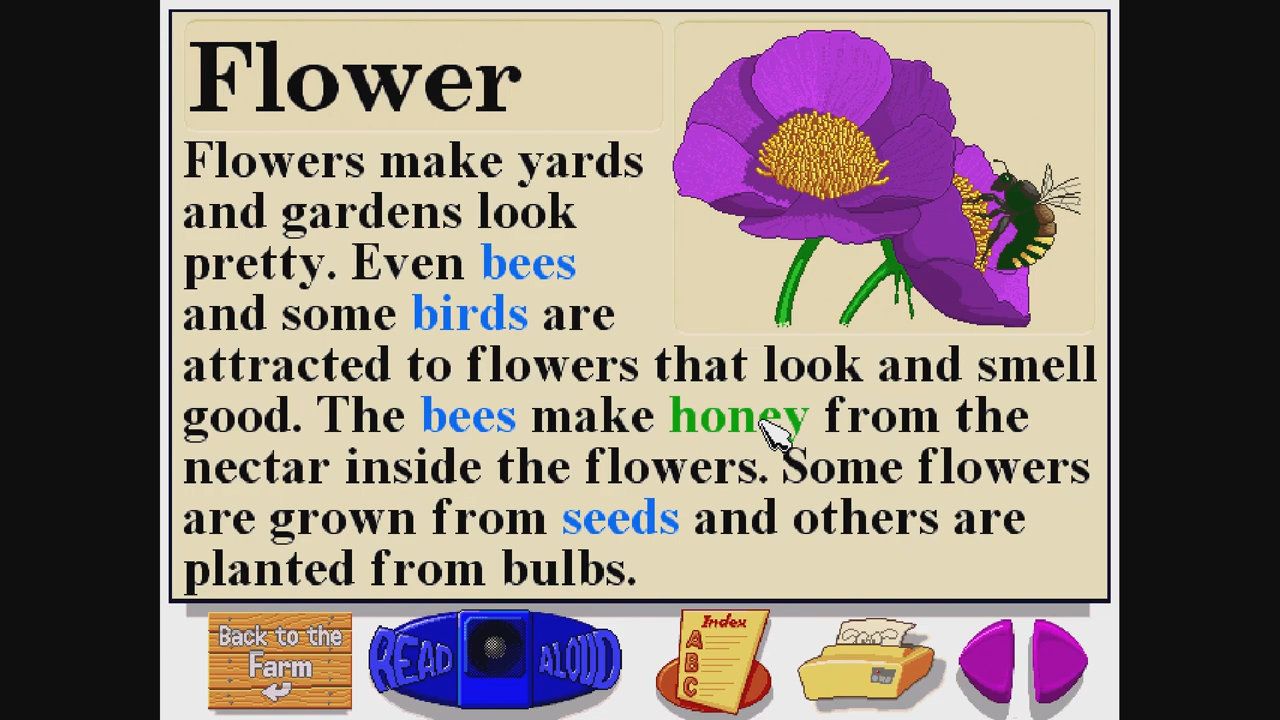 Flower
Flowers make yards
and gardens look
pretty. Even bees
and some birds are
attracted to flowers that look and smell
good. The bees make honey from the
nectar inside the flowers. Some flowers
are grown from seeds and others are
planted from bulbs.
Back to the
Farm
READ ALOUD
Index
A
B
C